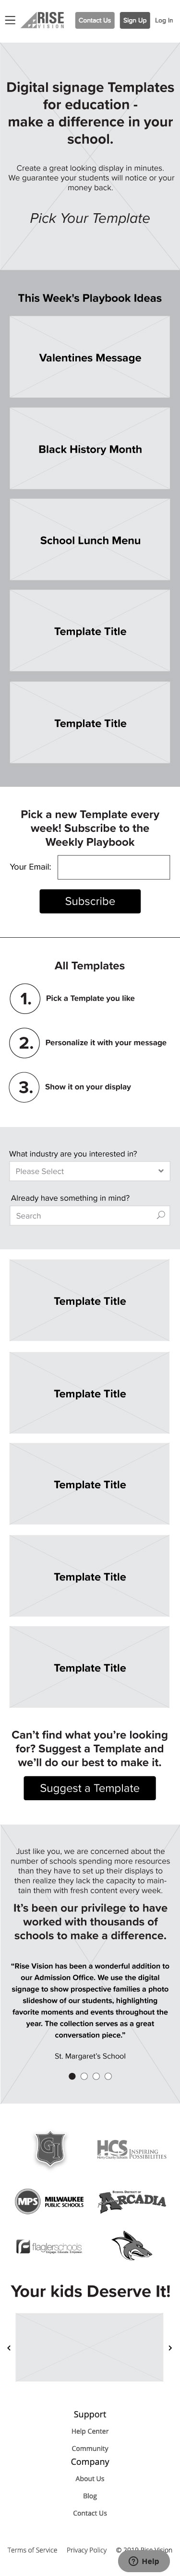 RISE
VISION
Contact Us
Sign Up
Log In
Digital signage Templates
for education -
make a difference in your
school.
Create a great looking display in minutes.
We guarantee your students will notice or your
money back.
Pick Your Template
This Week's Playbook Ideas
Valentines Message
Black History Month
School Lunch Menu
Template Title
Template Title
Pick a new Template every
week! Subscribe to the
Weekly Playbook
Your Email:
Subscribe
All Templates
1. Pick a Template you like
2. Personalize it with your message
3. Show it on your display
What industry are you interested in?
Please Select
Already have something in mind?
Search
Template Title
Template Title
Template Title
Template Title
Template Title
Can't find what you're looking
for? Suggest a Template and
we'll do our best to make it.
Suggest a Template
Just like you, we are concerned about the
number of schools spending more resources
than they have to set up their displays to
then realize they lack the capacity to main-
tain them with fresh content every week.
It's been our privilege to have
worked with thousands of
schools to make a difference.
"Rise Vision has been a wonderful addition to
our Admission Office. We use the digital
signage to show prospective families a photo
slideshow of our students, highlighting
favorite moments and events throughout the
year. The collection serves as a great
conversation piece."
St. Margaret's School
HCS INSPIRING
POSSIBILITIES
MPS MILWAUKEE
PUBLIC SCHOOLS
ARCADIA
flaglerschools
Your kids Deserve It!
Support
Help Center
Community
Company
About Us
Blog
Contact Us
Terms of Service
Privacy Policy
Help